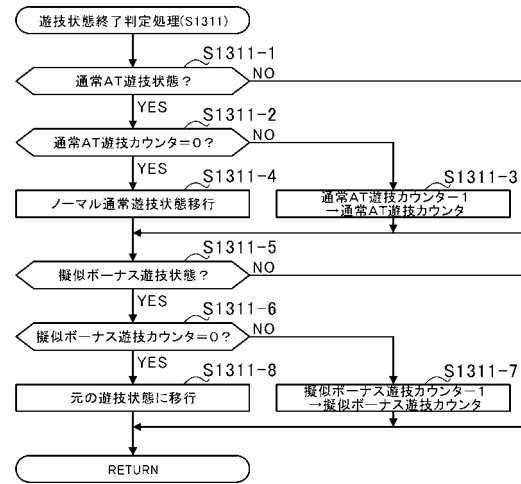 遊技状態終了判定処理(S1311)
S1311-1
通常AT遊技状態?
NO
YES
S1311-2
通常AT遊技カウンタ=0?
NO
YES
S1311-4
S1311-3
ノーマル通常遊技状態移行
通常AT遊技カウンタ-1
→通常AT遊技カウンタ
S1311-5
擬似ボーナス遊技状態?
NO
YES
S1311-6
擬似ボーナス遊技カウンタ=0?
NO
YES
S1311-8
S1311-7
元の遊技状態に移行
擬似ボーナス遊技カウンタ-1
→擬似ボーナス遊技カウンタ
RETURN